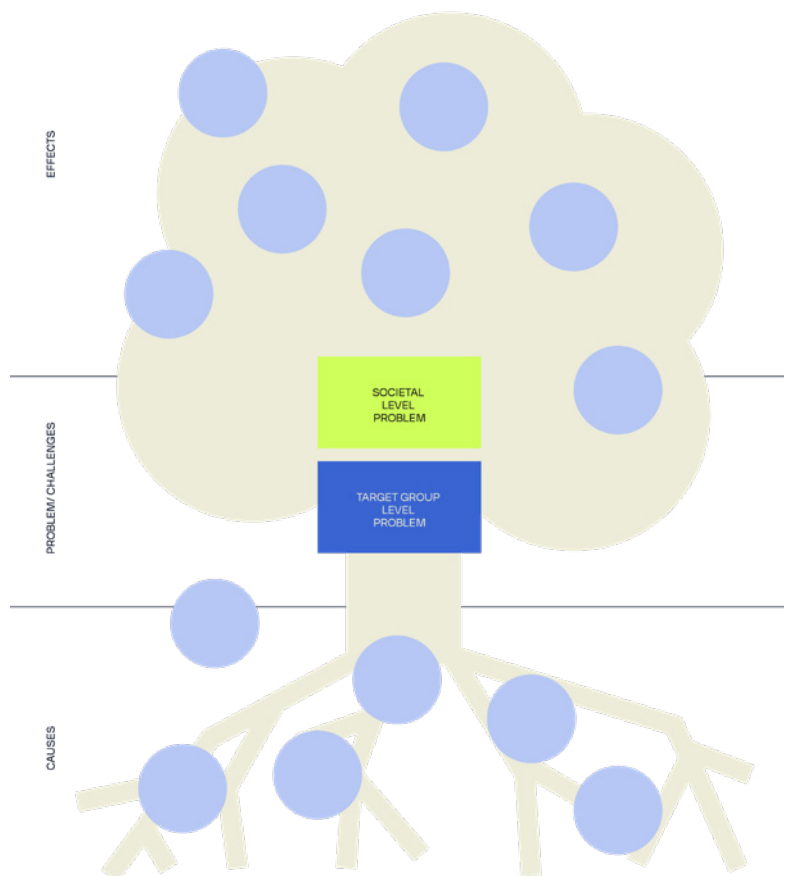 EFFECTS
SOCIETAL
LEVEL
PROBLEM
PROBLEM/ CHALLENGES
TARGET GROUP
LEVEL
PROBLEM
CAUSES